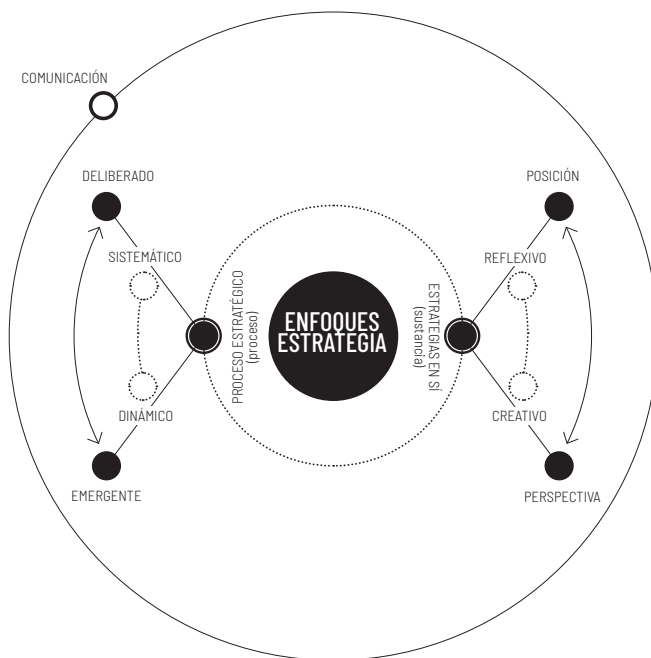 COMUNICACIÓN
DELIBERADO
POSICIÓN
SISTEMÁTICO
REFLEXIVO
PROCESO ESTRATÉGICO
(proceso)
ENFOQUES
ESTRATEGIA
ESTRATEGIAS EN SÍ
(sustancia)
DINÁMICO
CREATIVO
EMERGENTE
PERSPECTIVA